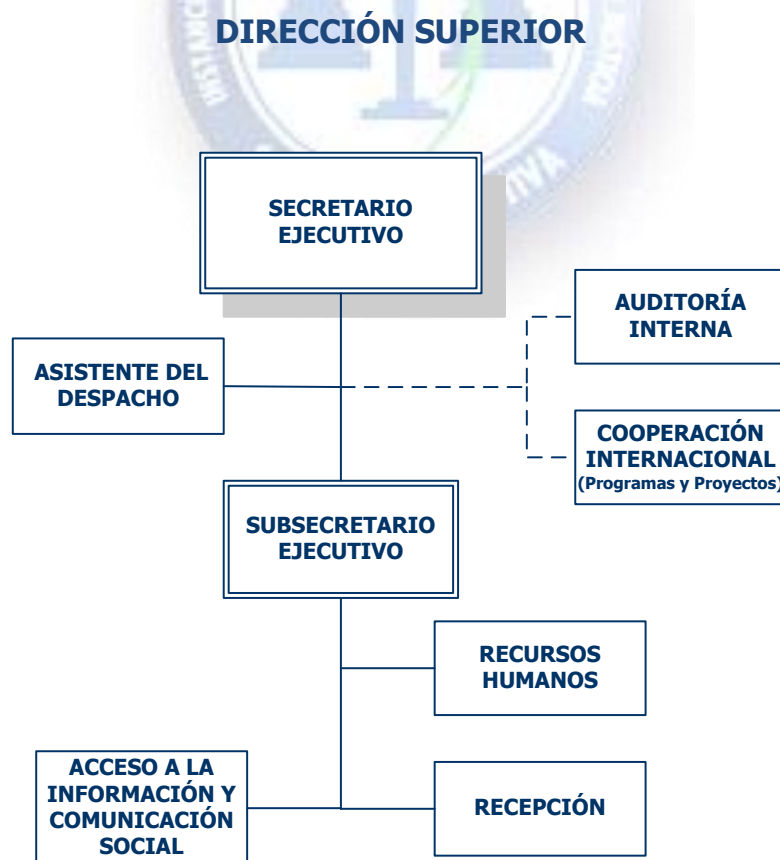 DIRECCIÓN SUPERIOR
SECRETARIO
EJECUTIVO
AUDITORÍA
INTERNA
ASISTENTE DEL
DESPACHO
COOPERACIÓN
INTERNACIONAL
(Programas y Proyectos)
SUBSECRETARIO
EJECUTIVO
RECURSOS
HUMANOS
ACCESO A LA
INFORMACIÓN Y
COMUNICACIÓN
SOCIAL
RECEPCIÓN